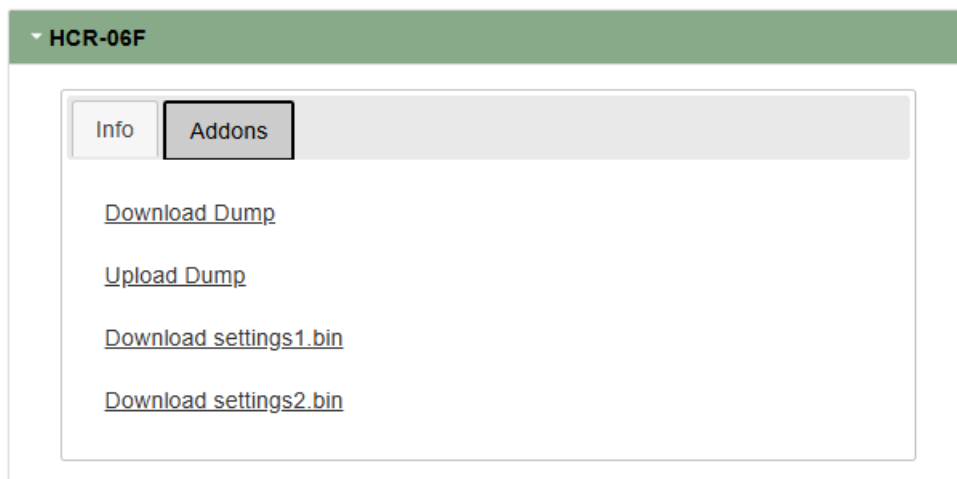 HCR-06F
Info
Addons
Download Dump
Upload Dump
Download settings1.bin
Download settings2.bin